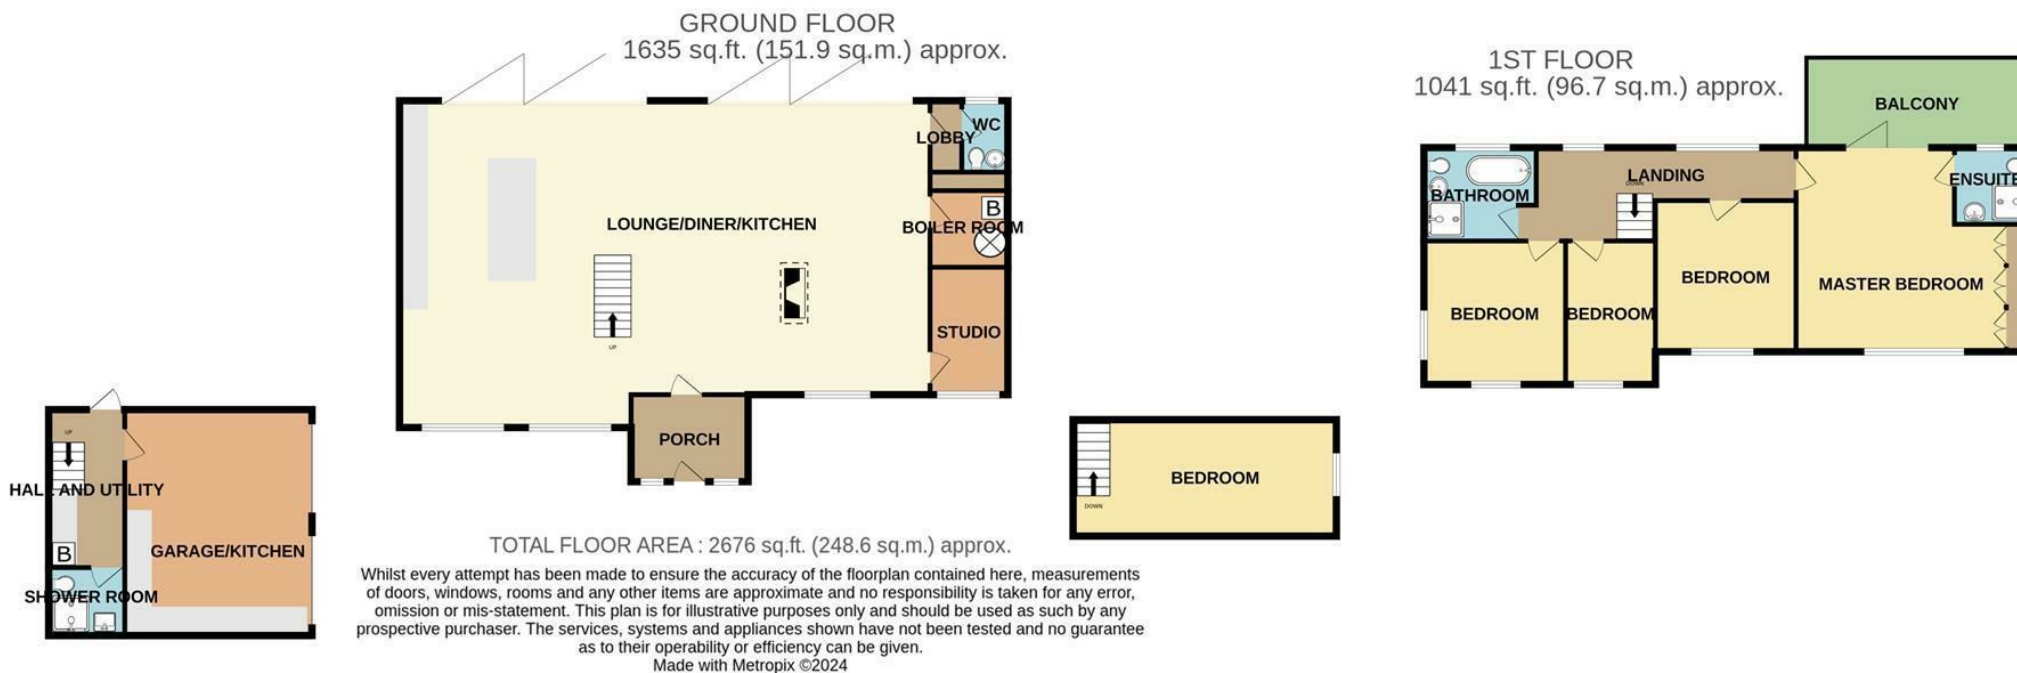 GROUND FLOOR
1635 sq.ft. (151.9 sq.m.) approx.
1ST FLOOR
1041 sq.ft. (96.7 sq.m.) approx.
BALCONY
LOBBY
WC
LOUNGE/DINER/KITCHEN
BOILER ROOM
B
STUDIO
UP
PORCH
LANDING
DOWN
BATHROOM
ENSUITE
BEDROOM
BEDROOM
BEDROOM
MASTER BEDROOM
UP
HALL AND UTILITY
B
GARAGE/KITCHEN
SHOWER ROOM
BEDROOM
DOWN
TOTAL FLOOR AREA : 2676 sq.ft. (248.6 sq.m.) approx.
Whilst every attempt has been made to ensure the accuracy of the floorplan contained here, measurements
of doors, windows, rooms and any other items are approximate and no responsibility is taken for any error,
omission or mis-statement. This plan is for illustrative purposes only and should be used as such by any
prospective purchaser. The services, systems and appliances shown have not been tested and no guarantee
as to their operability or efficiency can be given.
Made with Metropix ©2024